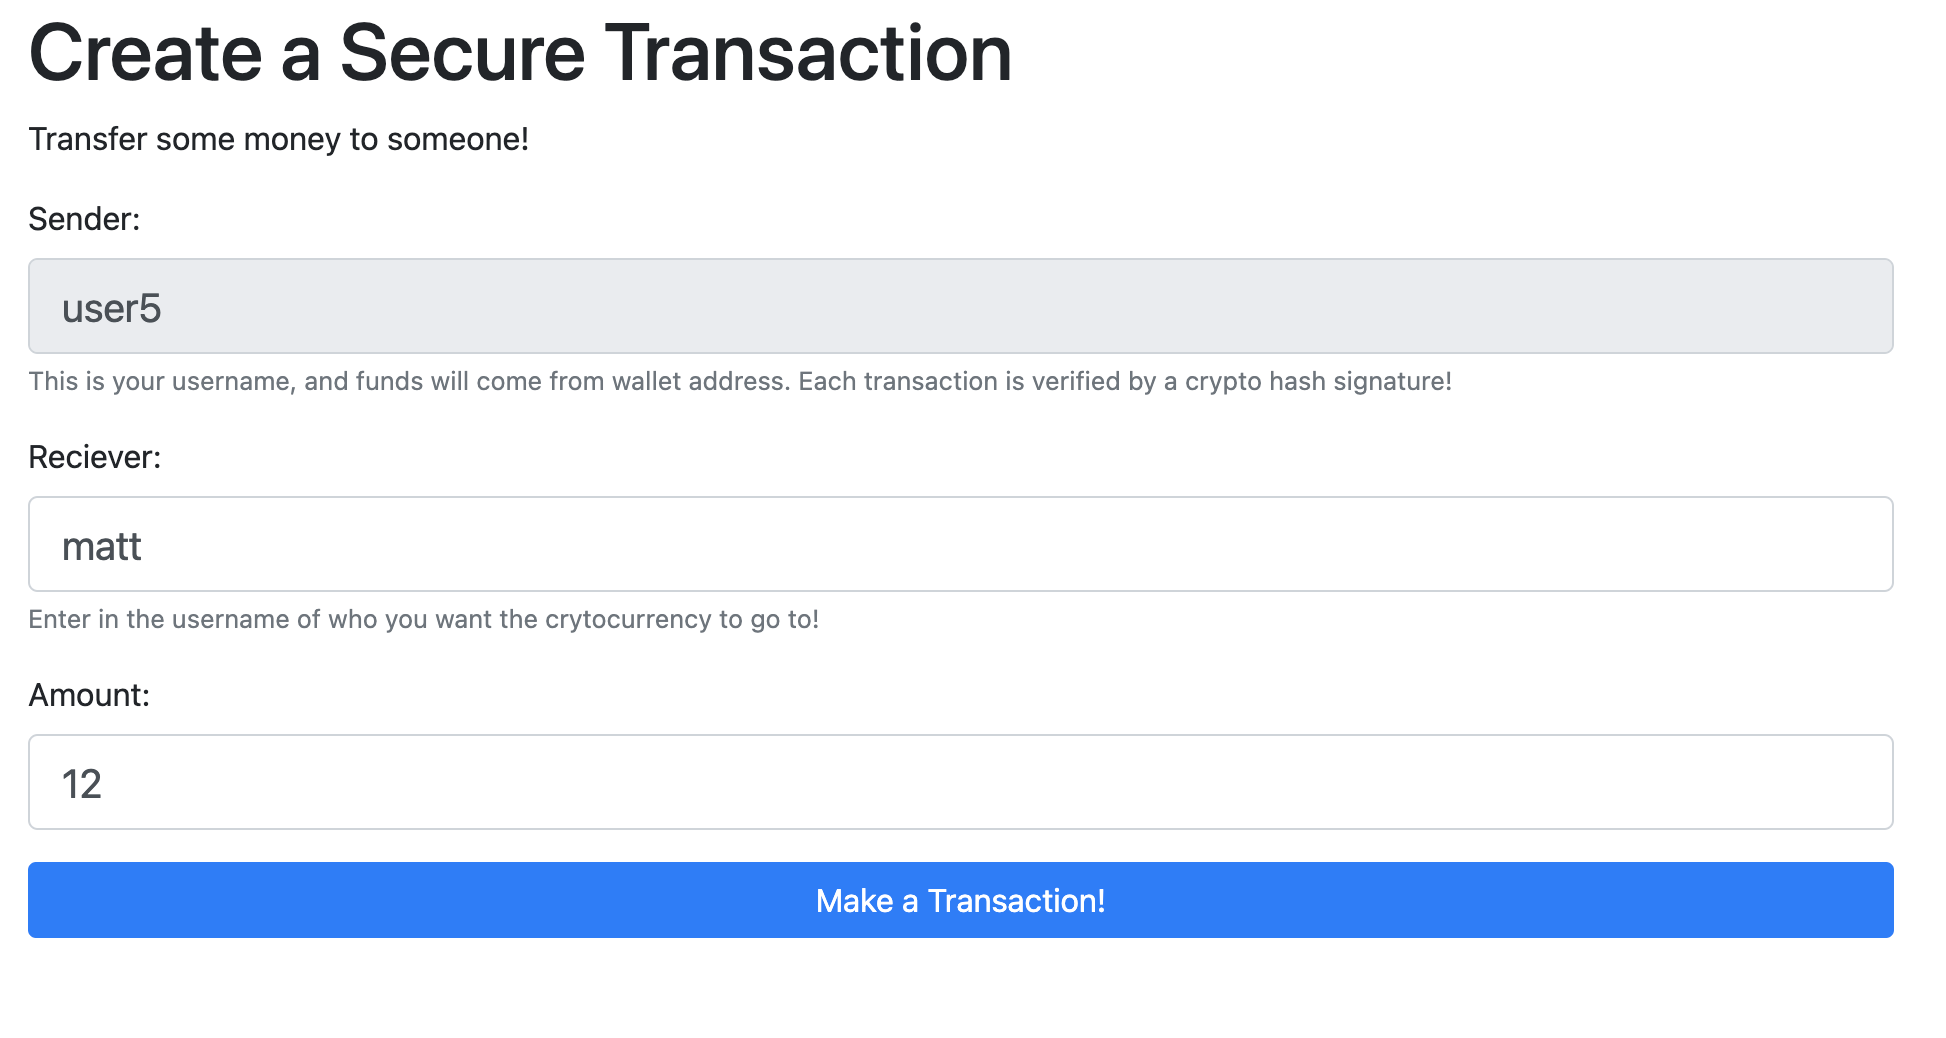 Create a Secure Transaction
Transfer some money to someone!
Sender:
user5
This is your username, and funds will come from wallet address. Each transaction is verified by a crypto hash signature!
Reciever:
matt
Enter in the username of who you want the crytocurrency to go to!
Amount:
12
Make a Transaction!